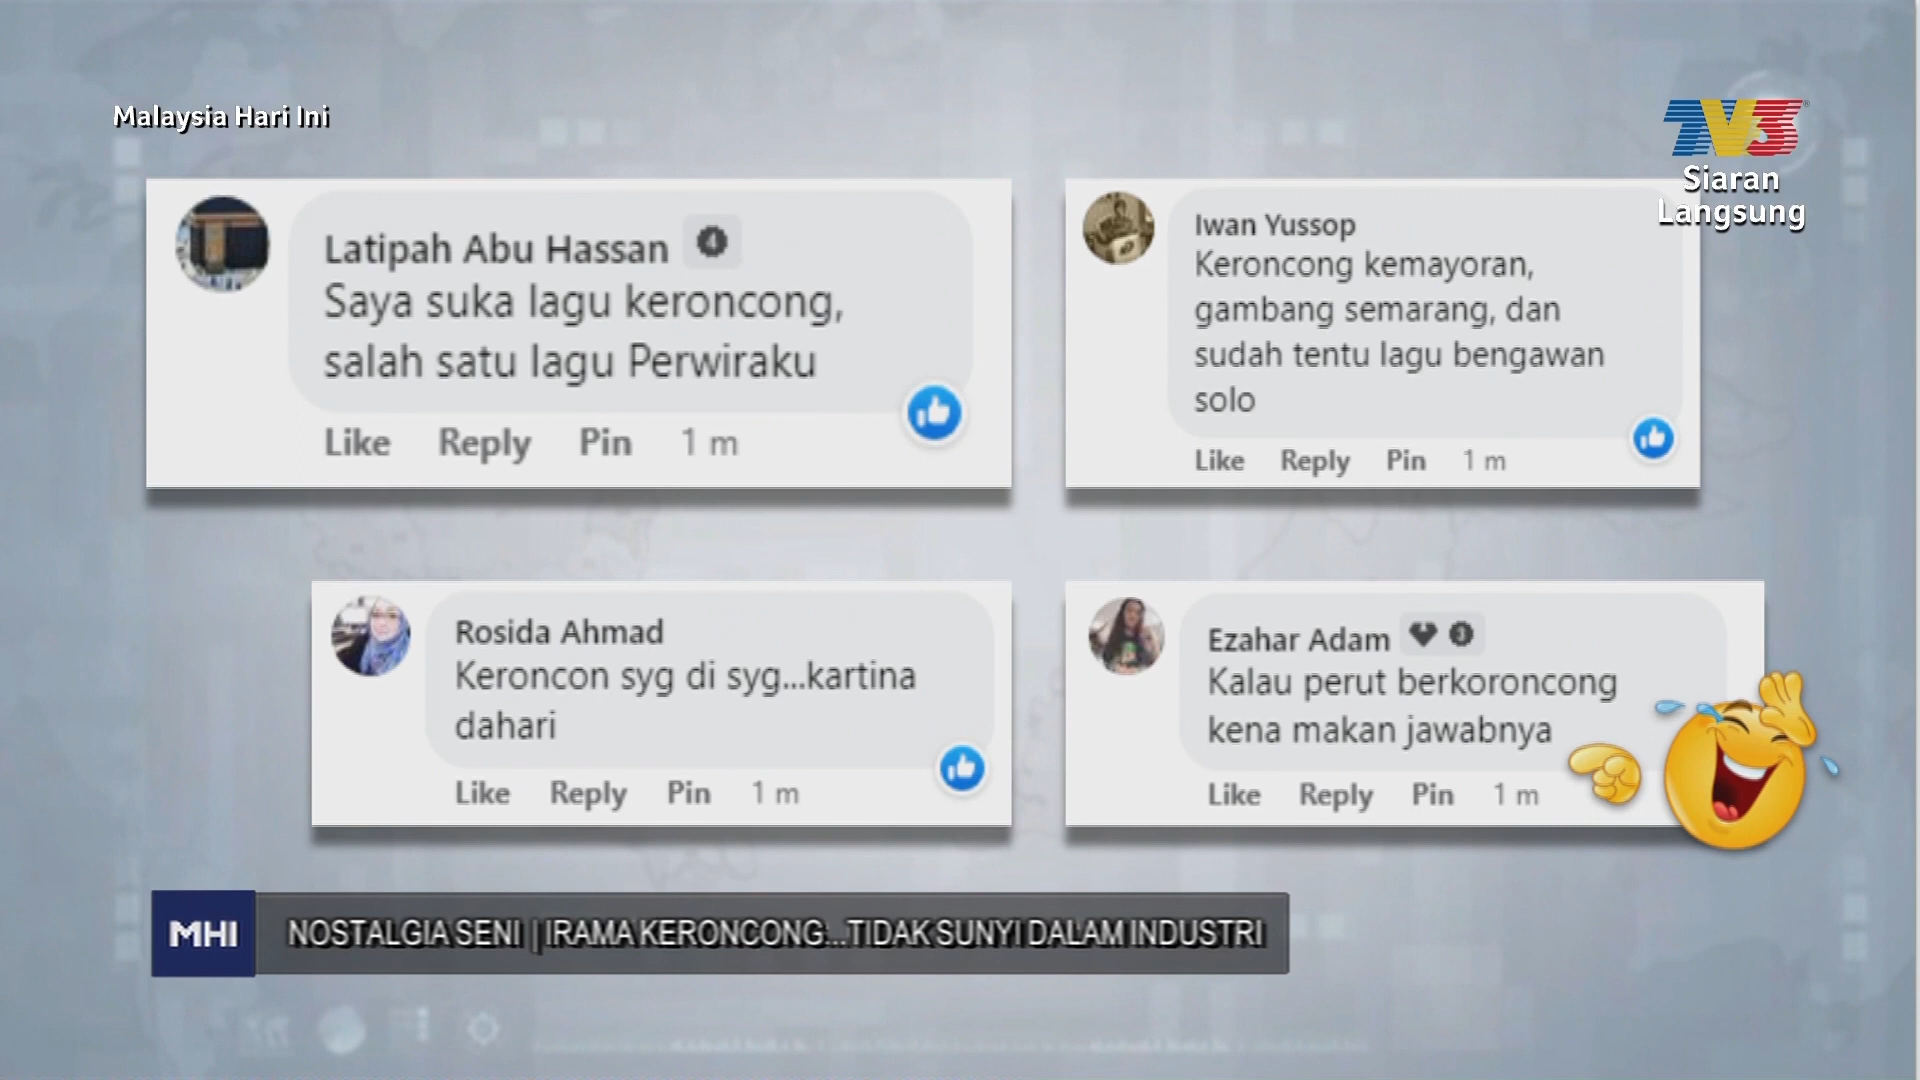 Malaysia Hari Ini
TV3
Siaran
Langsung
Latipah Abu Hassan 4
Saya suka lagu keroncong,
salah satu lagu Perwiraku
Like Reply Pin 1 m
Iwan Yussop
Keroncong kemayoran,
gambang semarang, dan
sudah tentu lagu bengawan
solo
Like Reply Pin 1 m
Rosida Ahmad
Keroncon syg di syg...kartina
dahari
Like Reply Pin 1 m
Ezahar Adam 3
Kalau perut berkoroncong
kena makan jawabnya
Like Reply Pin 1 m
MHI NOSTALGIA SENI | IRAMA KERONCONG...TIDAK SUNYI DALAM INDUSTRI